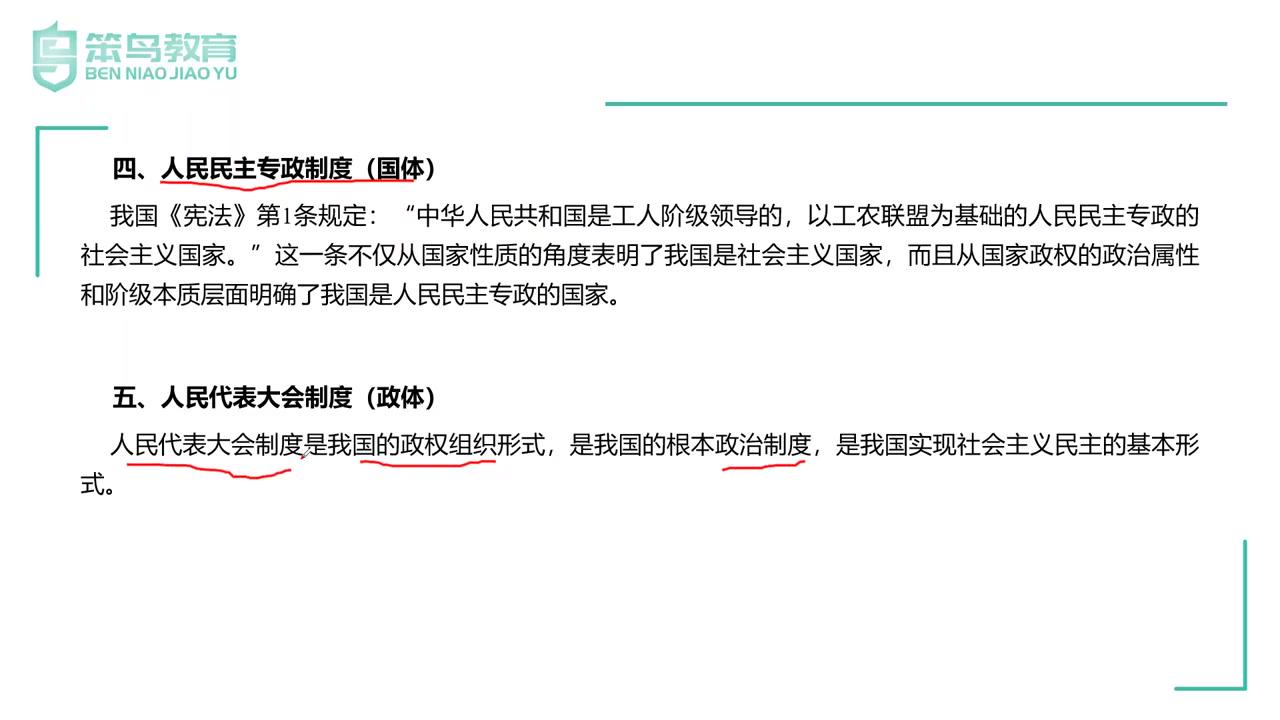 笨鸟教育
BEN NIAO JIAO YU
四、人民民主专政制度（国体）
我国《宪法》第1条规定：“中华人民共和国是工人阶级领导的，以工农联盟为基础的人民民主专政的
社会主义国家。”这一条不仅从国家性质的角度表明了我国是社会主义国家，而且从国家政权的政治属性
和阶级本质层面明确了我国是人民民主专政的国家。
五、人民代表大会制度（政体）
人民代表大会制度是我国的政权组织形式，是我国的根本政治制度，是我国实现社会主义民主的基本形
式。